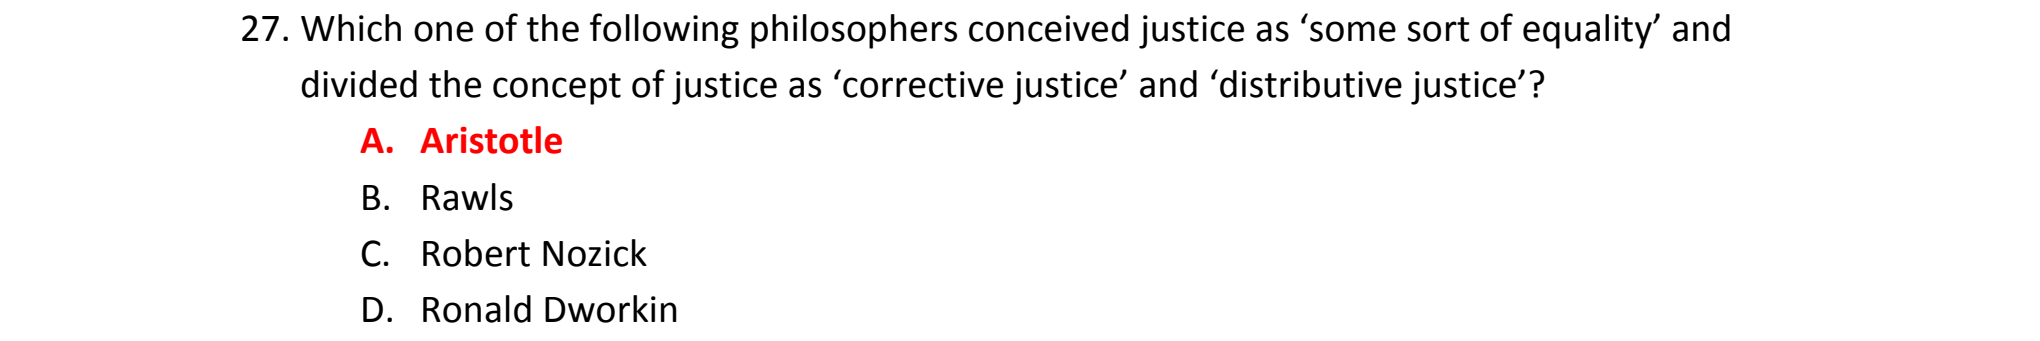 27. Which one of the following philosophers conceived justice as ‘some sort of equality’ and
divided the concept of justice as ‘corrective justice’ and ‘distributive justice’?
A. Aristotle
B. Rawls
C. Robert Nozick
D. Ronald Dworkin